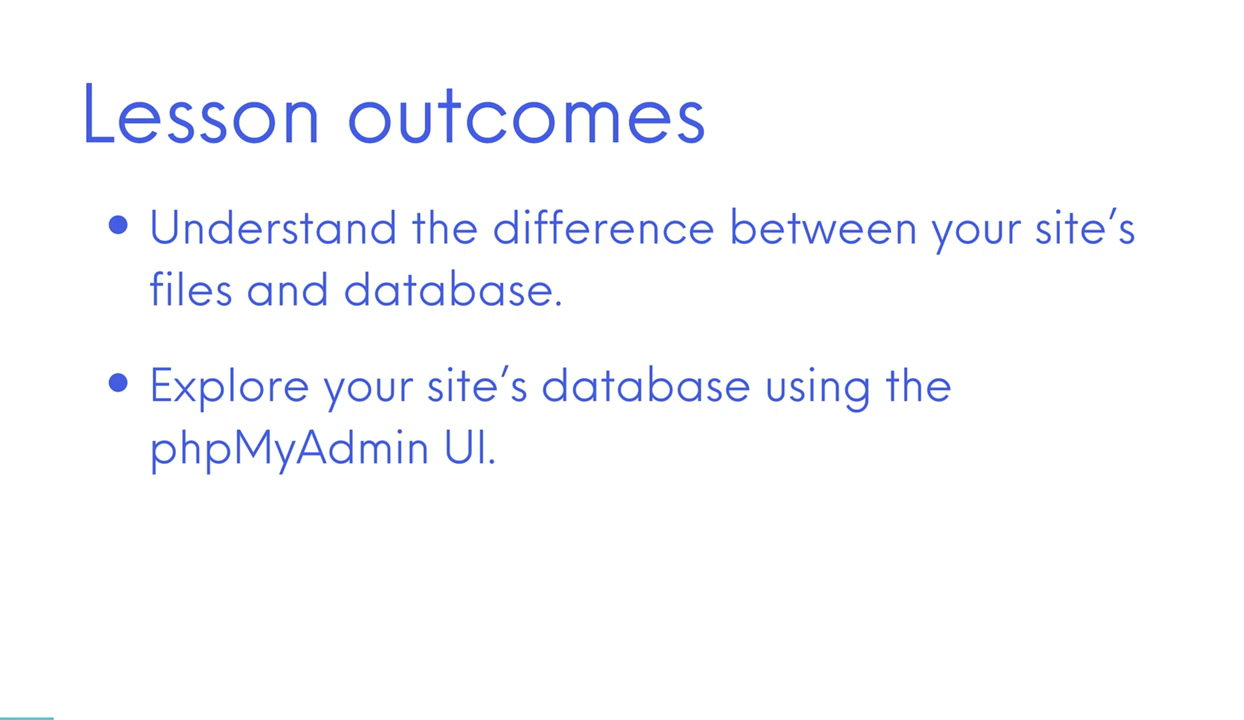 Lesson outcomes
• Understand the difference between your site’s
files and database.
• Explore your site’s database using the
phpMyAdmin UI.